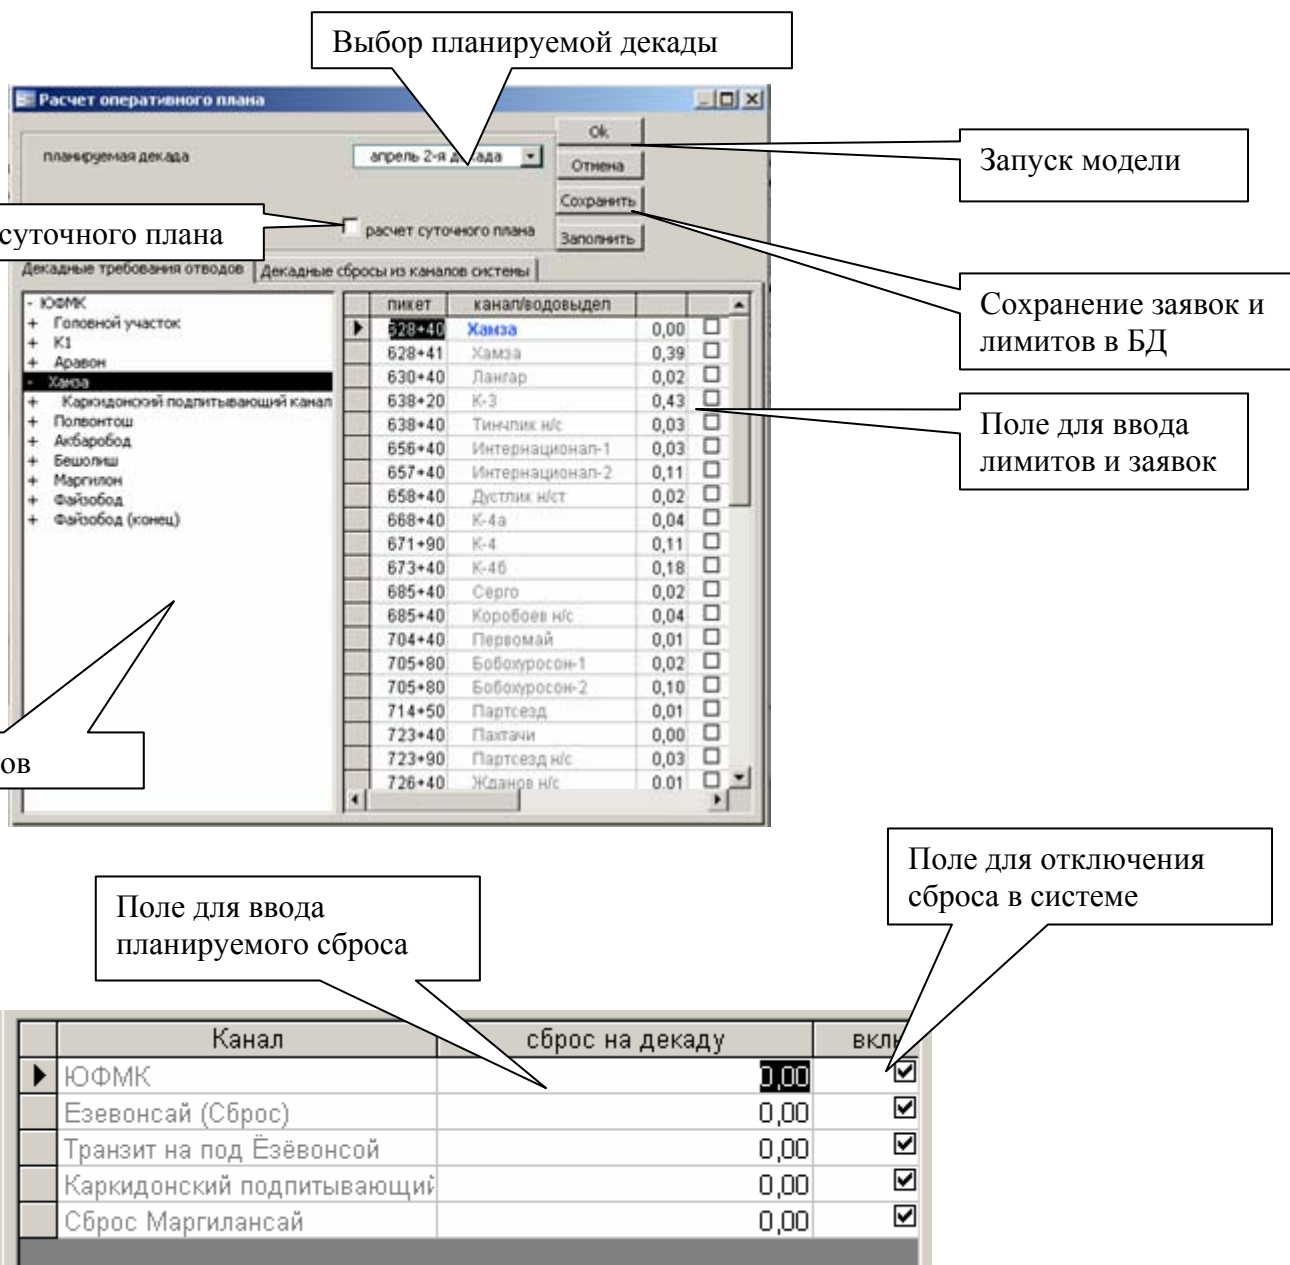 Выбор планируемой декады
Расчет оперативного плана
планируемая декада
апрель 2-я декада
Ok
Отмена
Сохранить
Заполнить
Запуск модели
суточного плана
расчет суточного плана
Сохранение заявок и
лимитов в БД
Декадные требования отводов
Декадные сбросы из каналов системы
- ЮФМК
+ Головной участок
+ К1
+ Аравон
- Хамза
+ Каркидонский подпитывающий канал
+ Полвонтош
+ Акбаробод
+ Бешолиш
+ Маргилон
+ Файзобод
+ Файзобод (конец)
пикет канал/водовыдел
628+40 Хамза 0,00
628+41 Хамза 0,39
630+40 Лангар 0,02
638+20 К-3 0,43
638+40 Тинчлик н/с 0,03
656+40 Интернационал-1 0,03
657+40 Интернационал-2 0,11
658+40 Дустлик н/ст 0,02
668+40 К-4а 0,04
671+90 К-4 0,11
673+40 К-4б 0,18
685+40 Серго 0,02
685+40 Коробоев н/с 0,04
704+40 Первомай 0,01
705+80 Бобохуросон-1 0,02
705+80 Бобохуросон-2 0,10
714+50 Партсезд 0,01
723+40 Пахтачи 0,00
723+90 Партсезд н/с 0,03
726+40 Жданов н/с 0.01
Поле для ввода
лимитов и заявок
ов
Поле для ввода
планируемого сброса
Поле для отключения
сброса в системе
Канал сброс на декаду вклю
ЮФМК 0,00
Езевонсай (Сброс) 0,00
Транзит на под Ёзёвонсой 0,00
Каркидонский подпитывающий 0,00
Сброс Маргилансай 0,00